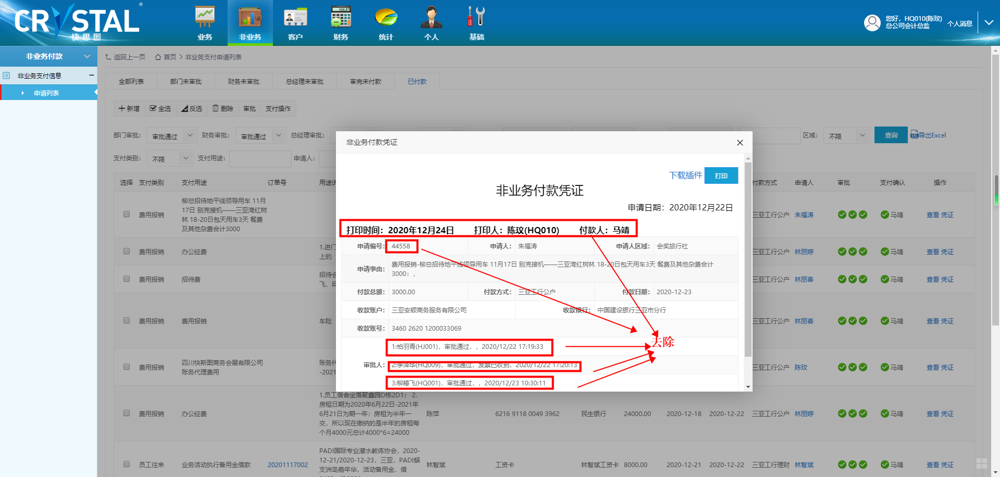 CRYSTAL
®
快思图
业务
非业务
客户
财务
统计
个人
基础
您好，HQ010(陈玟)
总公司会计总监
个人消息
非业务付款
非业务支付信息
申请列表
返回上一页 首页 > 非业务支付申请列表
全部列表 部门未审批 财务未审批 总经理未审批 审完未付款 已付款
新增 全选 反选 删除 审批 支付操作
部门审批： 审批通过 财务审批： 审批通过 总经理审批： 区域： 不限 查询 导出Excel
支付类别： 不限 支付用途： 申请人：
选择 支付类别 支付用途 订单号 付款方式 申请人 审批 支付确认 操作
费用报销
柳总招待地平线领导用车 11月
17日 别克接机——三亚湾红树
林 18-20日包天用车3天 餐费
及其他杂费合计3000
三亚工行公户 朱福涛 马靖 查看 凭证
费用报销 办公经费
1.进门
上的
三亚工行公户 林丽婷 马靖 查看 凭证
费用报销 招待费
三亚工行公户 林丽春 马靖 查看 凭证
费用报销 费用报销 车险
三亚工行公户 林丽春 马靖 查看 凭证
费用报销
四川快斯图商务会展有限公司
账务代理费用
账务代
-2021
三亚工行公户 陈玟 马靖 查看 凭证
费用报销 办公经费
1.员工宿舍坐落聚鑫园D栋2D1； 2.
房租日期为2020年6月22日-2021年
6月21日为期一年；房租为半年一
交，所以现在缴纳的是半年的房租每
个月4000元总计4000*6=24000
陈萍 6216 9118 0049 3962 民生银行 24000.00 2020-12-18 2020-12-22 三亚工行公户 林丽婷 马靖 查看 凭证
员工往来 业务活动执行备用金借款 20201117002
PADI国际专业潜水教练协会，2020-
12-21/2020-12-23，三亚，PADI蜈
支洲岛嘉年华，活动备用金，借
林智斌 工资卡 林智斌工资卡 8000.00 2020-12-21 2020-12-22 三亚工行理财 林智斌 马靖 查看 凭证
非业务付款凭证
下载插件 打印
非业务付款凭证
申请日期：2020年12月22日
打印时间：2020年12月24日 打印人：陈玟(HQ010) 付款人：马靖
申请编号： 44558 申请人： 朱福涛 申请人区域： 会奖旅行社
申请事由：
费用报销-柳总招待地平线领导用车 11月17日 别克接机——三亚湾红树林 18-20日包天用车3天 餐费及其他杂费合计
3000：，
付款总额： 3000.00 付款方式： 三亚工行公户 付款日期： 2020-12-23
收款账户： 三亚安顺商务服务有限公司 收款银行： 中国建设银行三亚市分行
收款账号： 3460 2620 1200033069
去除
1:柏羽青(HJ001)，审批通过，，2020/12/22 17:19:33
审批人：
2:李泽华(HQ009)，审批通过，发票已收到，2020/12/22 17:20:13
3:柳椿飞(HQ001)，审批通过，，2020/12/23 10:30:11